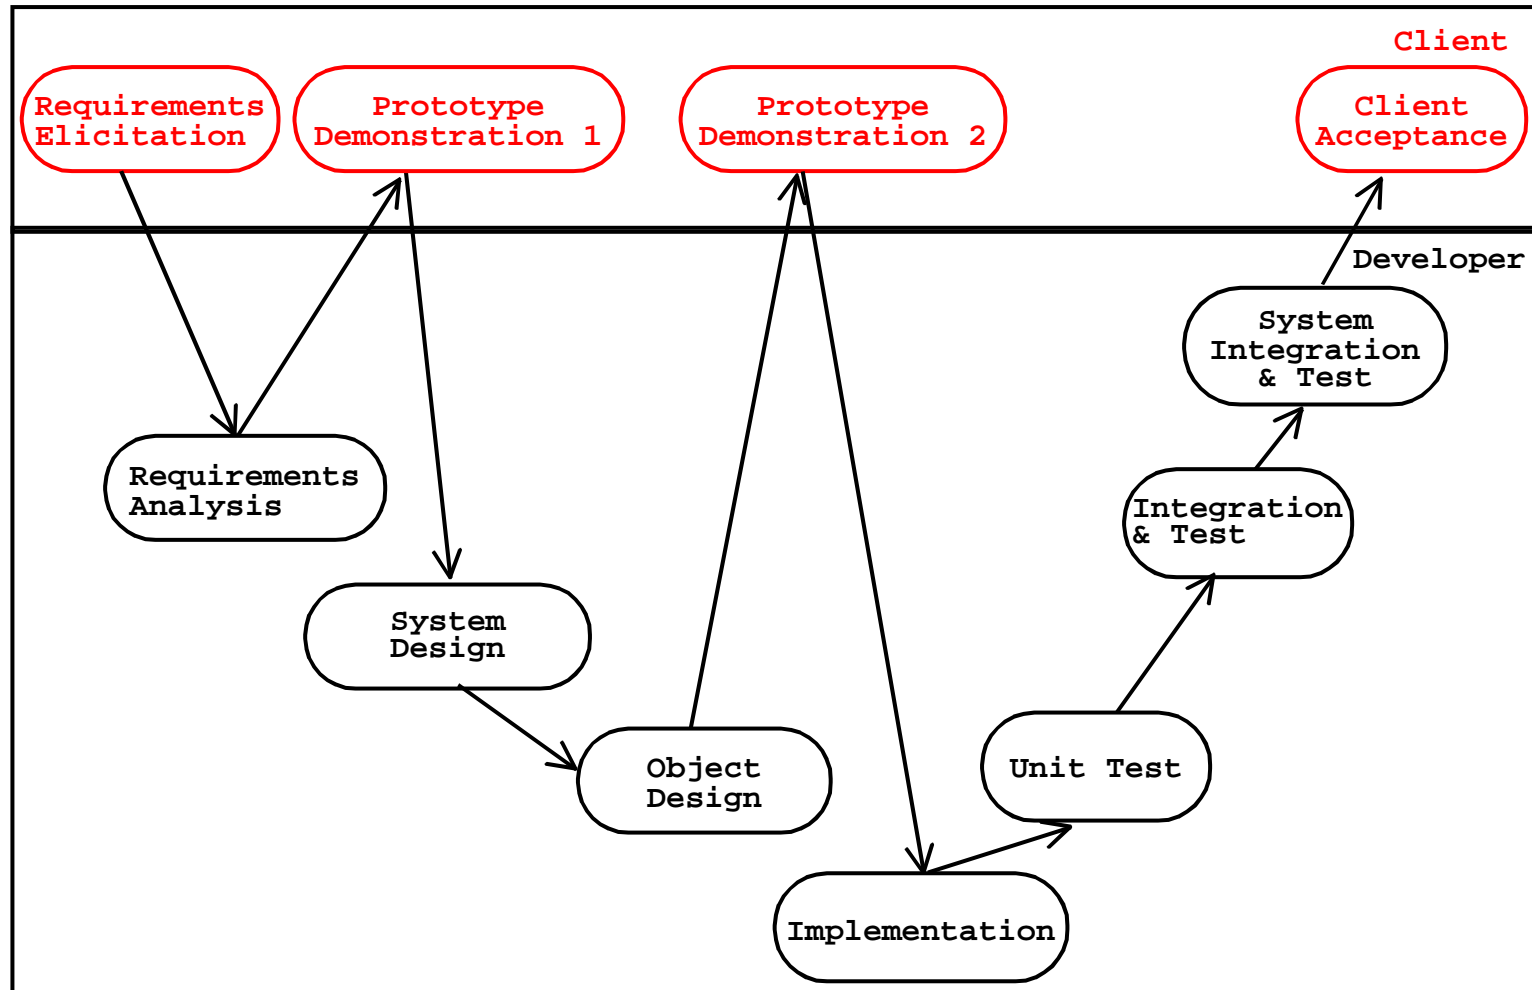 Client
Requirements
Elicitation
Prototype
Demonstration 1
Prototype
Demonstration 2
Client
Acceptance
Developer
System
Integration
& Test
Requirements
Analysis
Integration
& Test
System
Design
Object
Design
Unit Test
Implementation